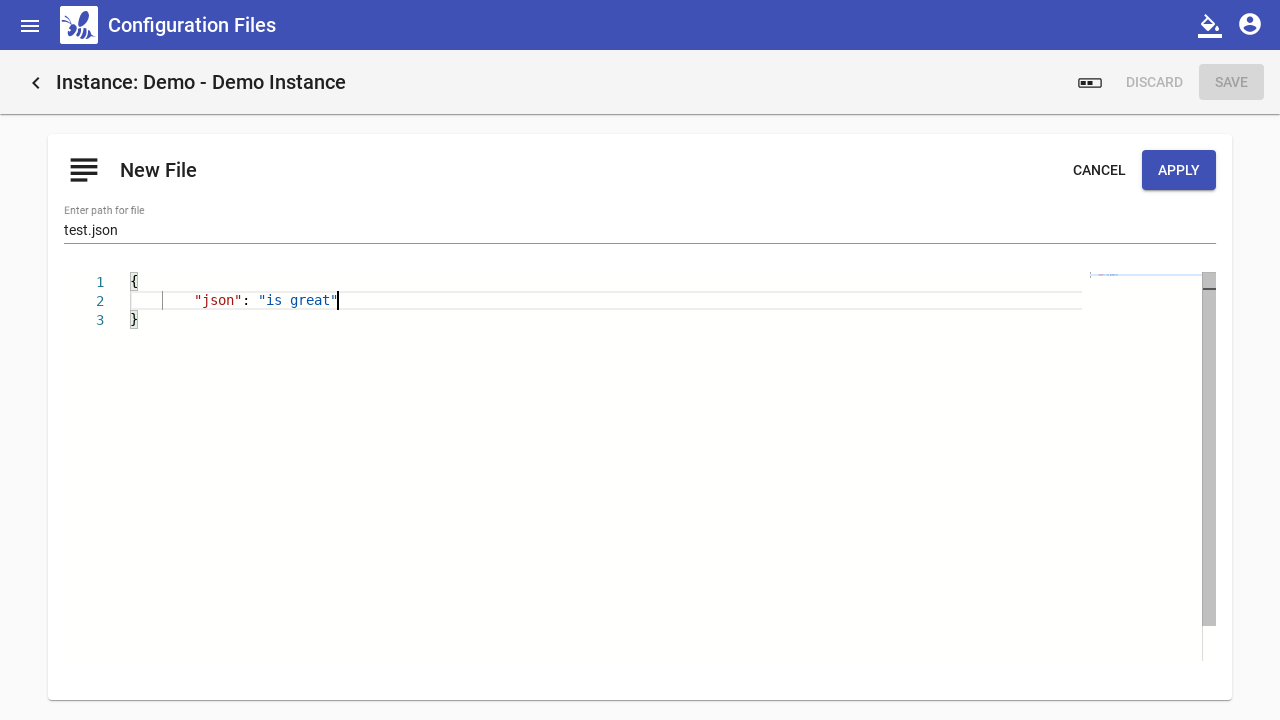 Configuration Files
Instance: Demo - Demo Instance
DISCARD
SAVE
New File
CANCEL
APPLY
Enter path for file
test.json
1 {
2 "json": "is great"
3 }